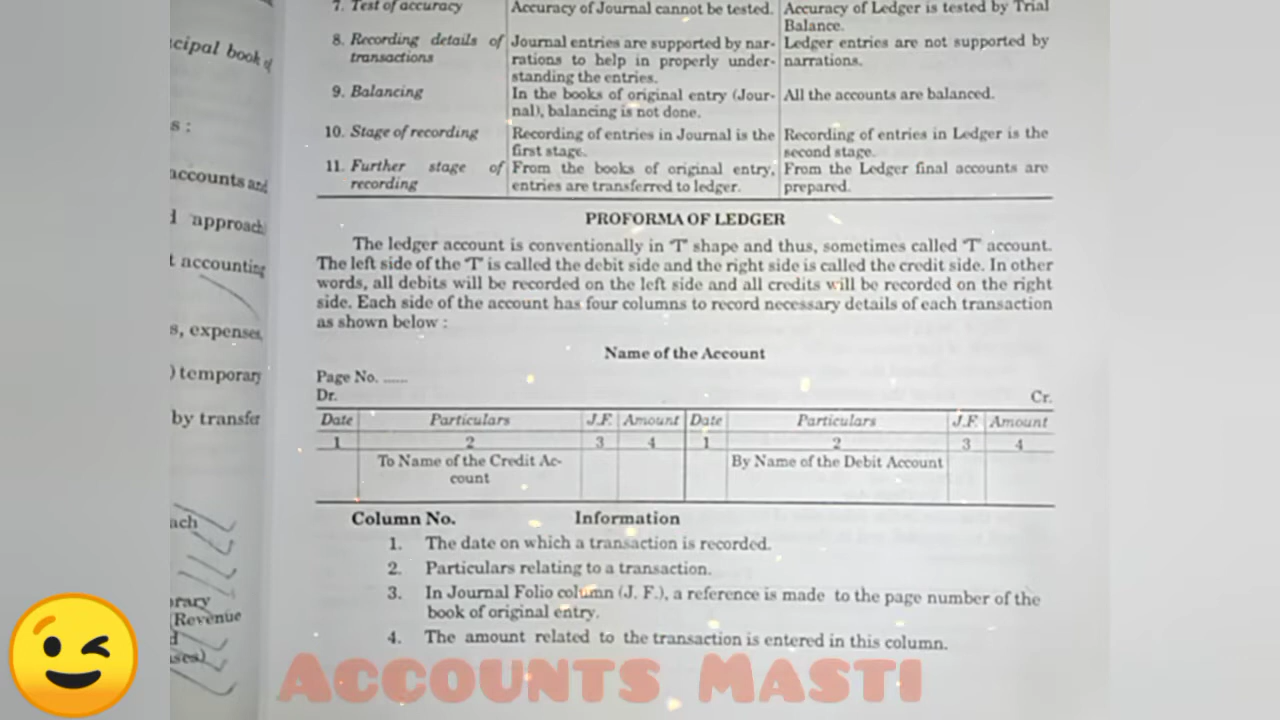 cipal book of
s :
accounts and
d approach
t accounting
s, expenses,
) temporary
by transfer
ach
rary
(Revenue
d
ses)
7. Test of accuracy Accuracy of Journal cannot be tested. Accuracy of Ledger is tested by Trial
Balance.
8. Recording details of Journal entries are supported by nar- Ledger entries are not supported by
transactions rations to help in properly under- narrations.
standing the entries.
9. Balancing In the books of original entry (Jour- All the accounts are balanced.
nal), balancing is not done.
10. Stage of recording Recording of entries in Journal is the Recording of entries in Ledger is the
first stage. second stage.
11. Further stage of From the books of original entry, From the Ledger final accounts are
recording entries are transferred to ledger. prepared.
PROFORMA OF LEDGER
The ledger account is conventionally in 'T' shape and thus, sometimes called 'T' account.
The left side of the 'T' is called the debit side and the right side is called the credit side. In other
words, all debits will be recorded on the left side and all credits will be recorded on the right
side. Each side of the account has four columns to record necessary details of each transaction
as shown below :
Name of the Account
Page No. ......
Dr. Cr.
Date Particulars J.F. Amount Date Particulars J.F. Amount
1 2 3 4 1 2 3 4
To Name of the Credit Ac- By Name of the Debit Account
count
Column No. Information
1. The date on which a transaction is recorded.
2. Particulars relating to a transaction.
3. In Journal Folio column (J. F.), a reference is made to the page number of the
book of original entry.
4. The amount related to the transaction is entered in this column.
ACCOUNTS MASTI